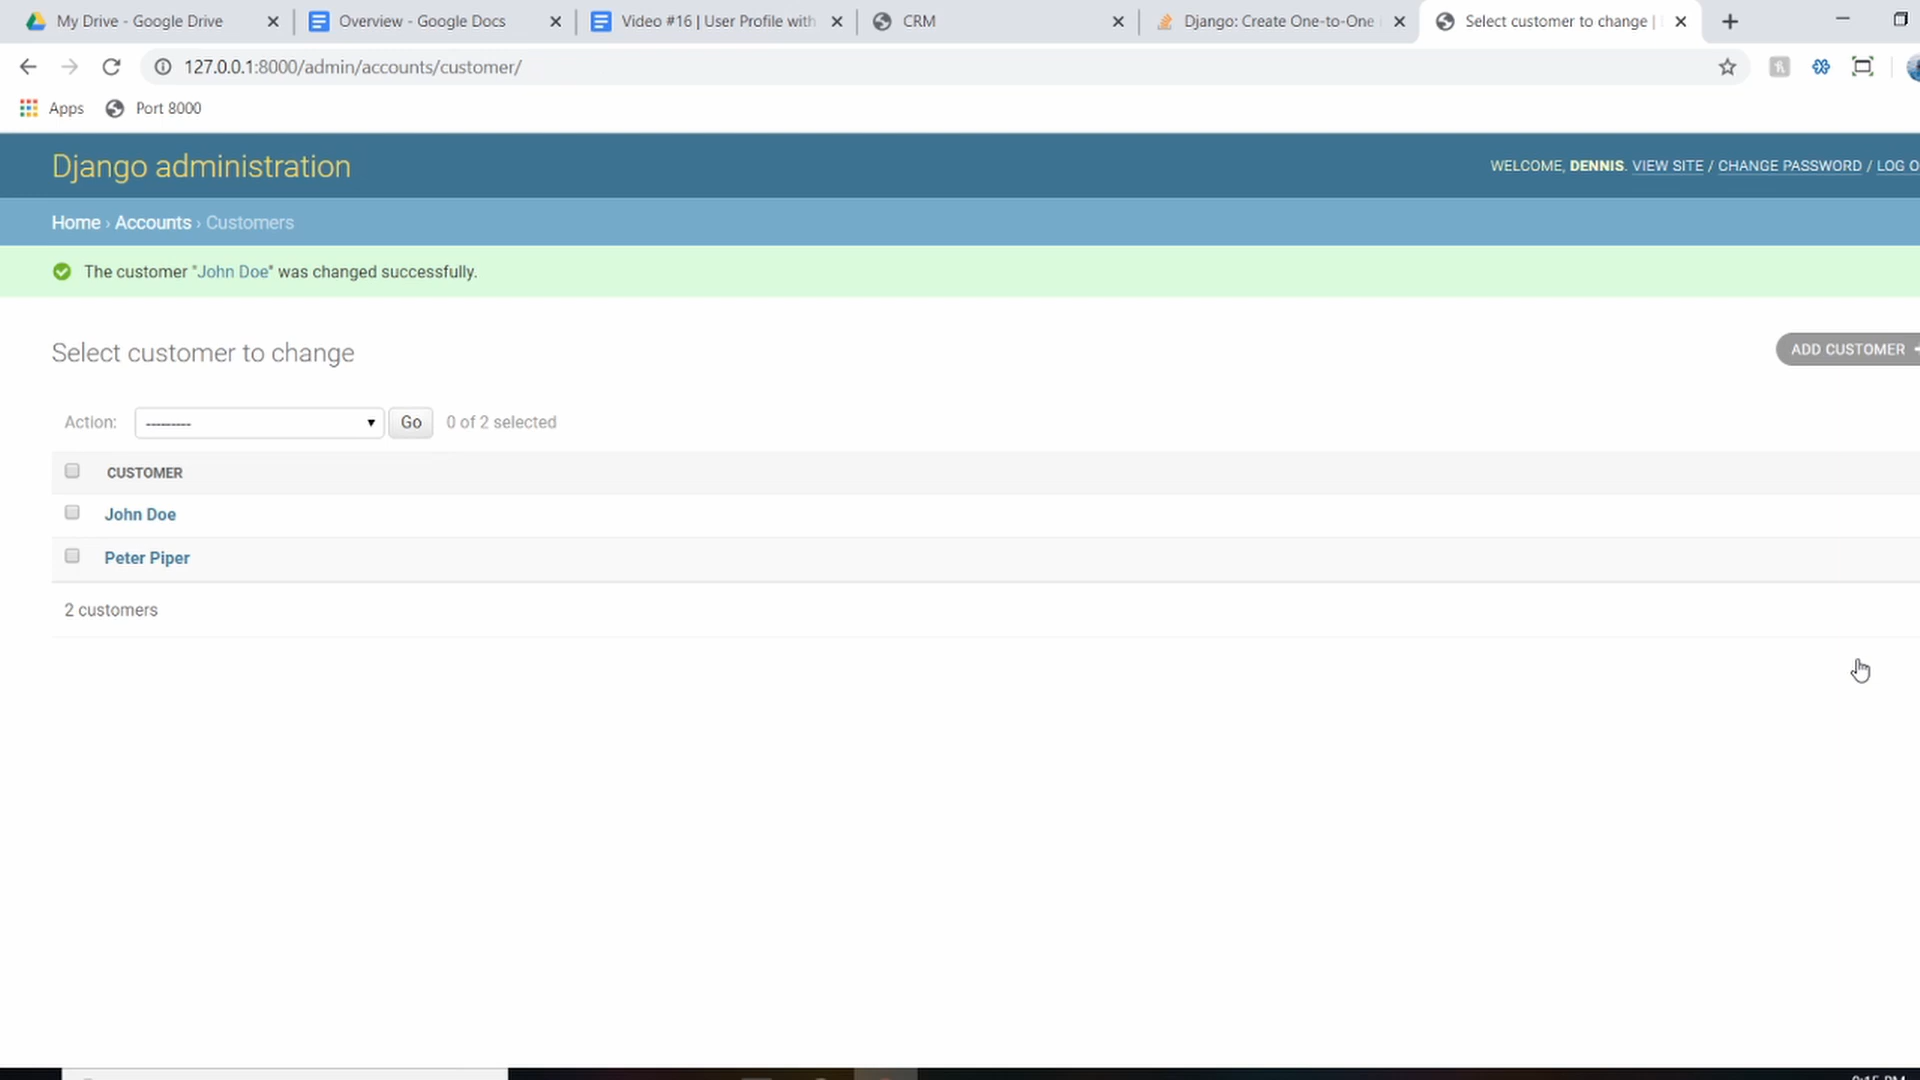 My Drive - Google Drive
Overview - Google Docs
Video #16 | User Profile with
CRM
Django: Create One-to-One
Select customer to change |
127.0.0.1:8000/admin/accounts/customer/
Apps
Port 8000
Django administration
WELCOME, DENNIS. VIEW SITE / CHANGE PASSWORD / LOG O
Home › Accounts › Customers
The customer "John Doe" was changed successfully.
Select customer to change
ADD CUSTOMER +
Action: --------- Go 0 of 2 selected
CUSTOMER
John Doe
Peter Piper
2 customers